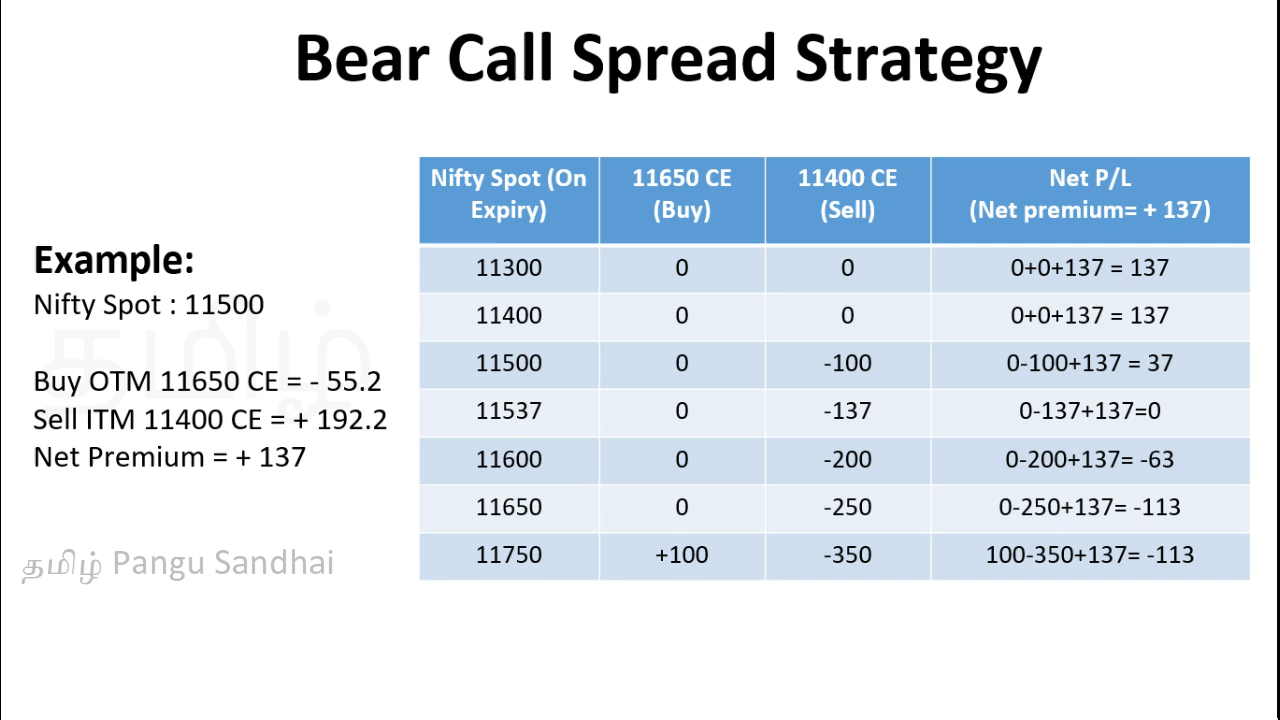 Bear Call Spread Strategy
Example:
Nifty Spot : 11500
தமிழ்
Buy OTM 11650 CE = - 55.2
Sell ITM 11400 CE = + 192.2
Net Premium = + 137
தமிழ் Pangu Sandhai
Nifty Spot (On Expiry) 11650 CE (Buy) 11400 CE (Sell) Net P/L (Net premium= + 137)
11300 0 0 0+0+137 = 137
11400 0 0 0+0+137 = 137
11500 0 -100 0-100+137 = 37
11537 0 -137 0-137+137=0
11600 0 -200 0-200+137= -63
11650 0 -250 0-250+137= -113
11750 +100 -350 100-350+137= -113